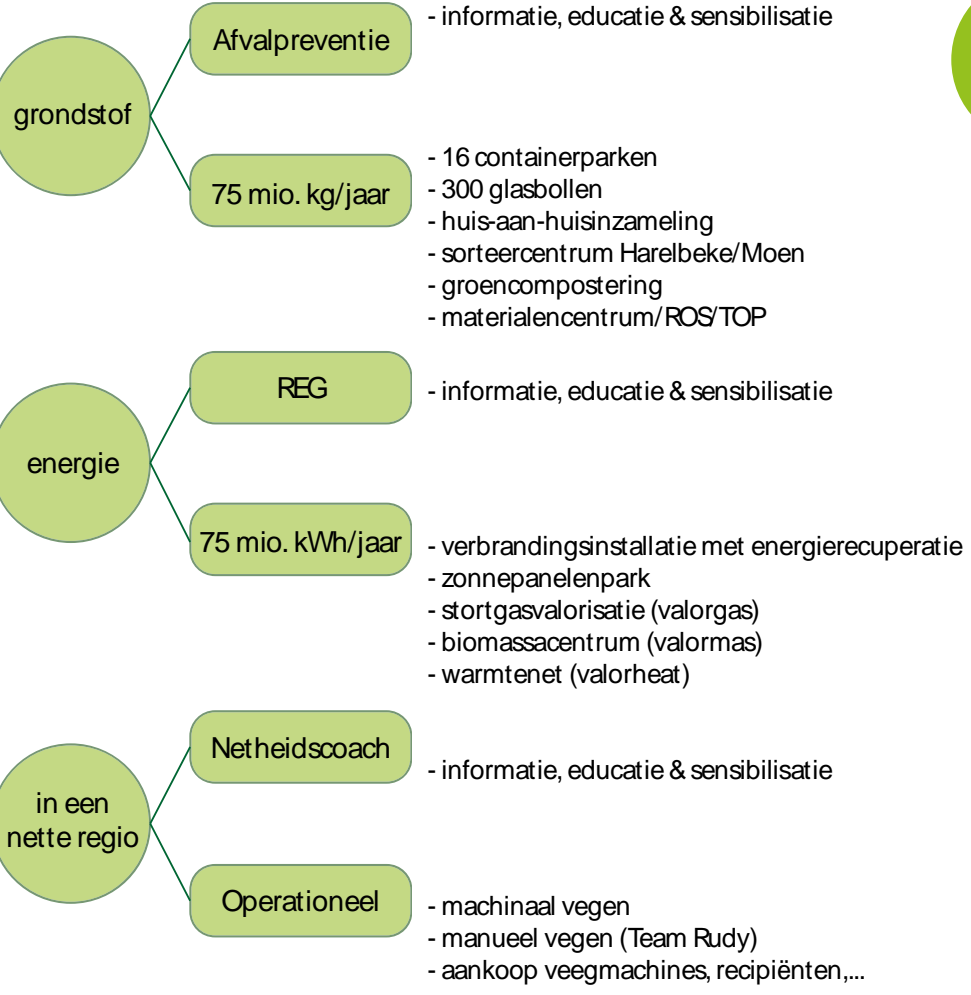 grondstof
Afvalpreventie
- informatie, educatie & sensibilisatie
75 mio. kg/jaar
- 16 containerparken
- 300 glasbollen
- huis-aan-huisinzameling
- sorteercentrum Harelbeke/Moen
- groencompostering
- materialencentrum/ROS/TOP
energie
REG
- informatie, educatie & sensibilisatie
75 mio. kWh/jaar
- verbrandingsinstallatie met energierecuperatie
- zonnepanelenpark
- stortgasvalorisatie (valorgas)
- biomassacentrum (valormas)
- warmtenet (valorheat)
in een
nette regio
Netheidscoach
- informatie, educatie & sensibilisatie
Operationeel
- machinaal vegen
- manueel vegen (Team Rudy)
- aankoop veegmachines, recipiënten,...